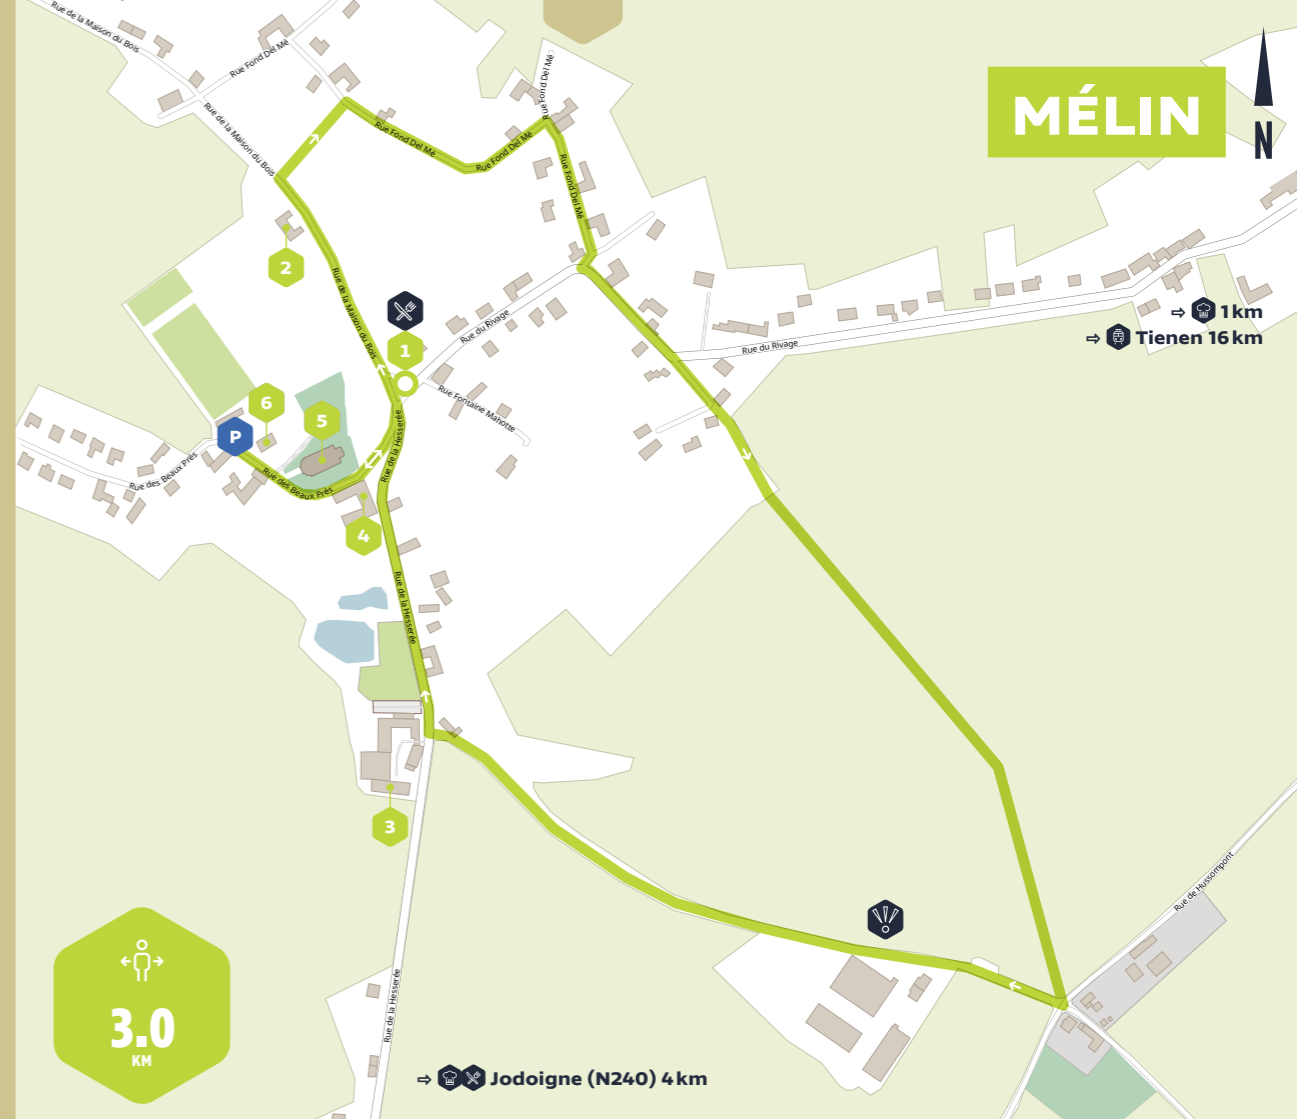 Rue de la Maison du Bois
Rue Fond Del Mé
Rue Fond Del Mé
MÉLIN
N
Rue de la Maison du Bois
Rue Fond Del Mé
Rue Fond Del Mé
Rue Fond Del Mé
2
Rue de la Maison du Bois
1
Rue du Rivage
Rue du Rivage
⇨ 1 km
⇨ Tienen 16 km
Rue Fontaine Mahotte
6
5
P
Rue de la Hesserée
Rue des Beaux Prés
Rue des Beaux Prés
4
Rue de la Hesserée
3
Rue de Hussompont
3.0
KM
Rue de la Hesserée
⇨ Jodoigne (N240) 4 km